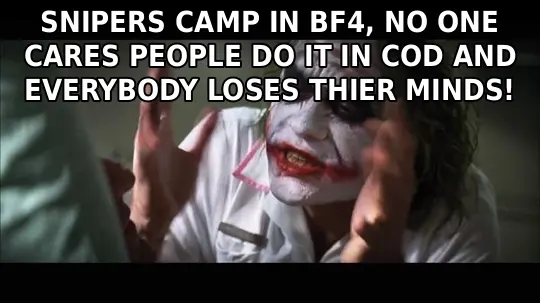 SNIPERS CAMP IN BF4, NO ONE
CARES PEOPLE DO IT IN COD AND
EVERYBODY LOSES THIER MINDS!